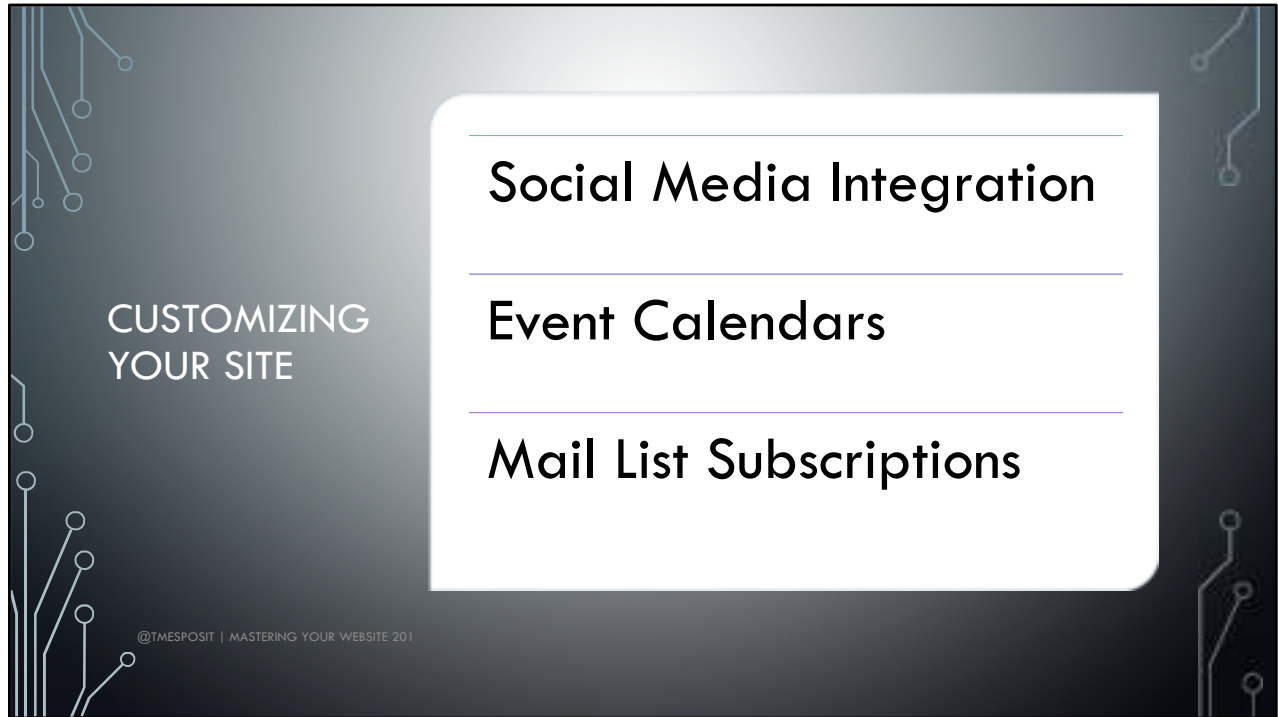 CUSTOMIZING
YOUR SITE
Social Media Integration
Event Calendars
Mail List Subscriptions
@TMESPOSIT | MASTERING YOUR WEBSITE 201